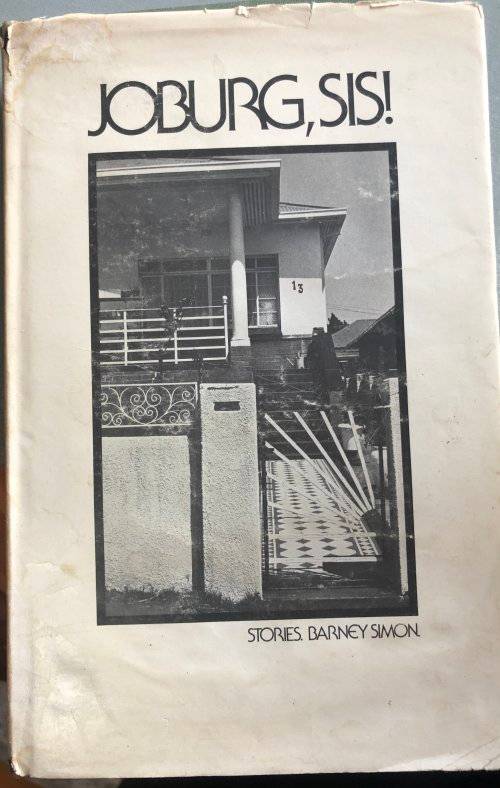 JOBURG, SIS!
13
STORIES. BARNEY SIMON.